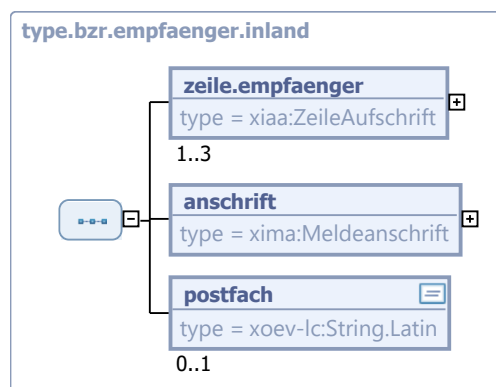 type.bzr.empfaenger.inland
zeile.empfaenger
type = xiaa:ZeileAufschrift
1..3
anschrift
type = xima:Meldeanschrift
postfach
type = xoev-lc:String.Latin
0..1